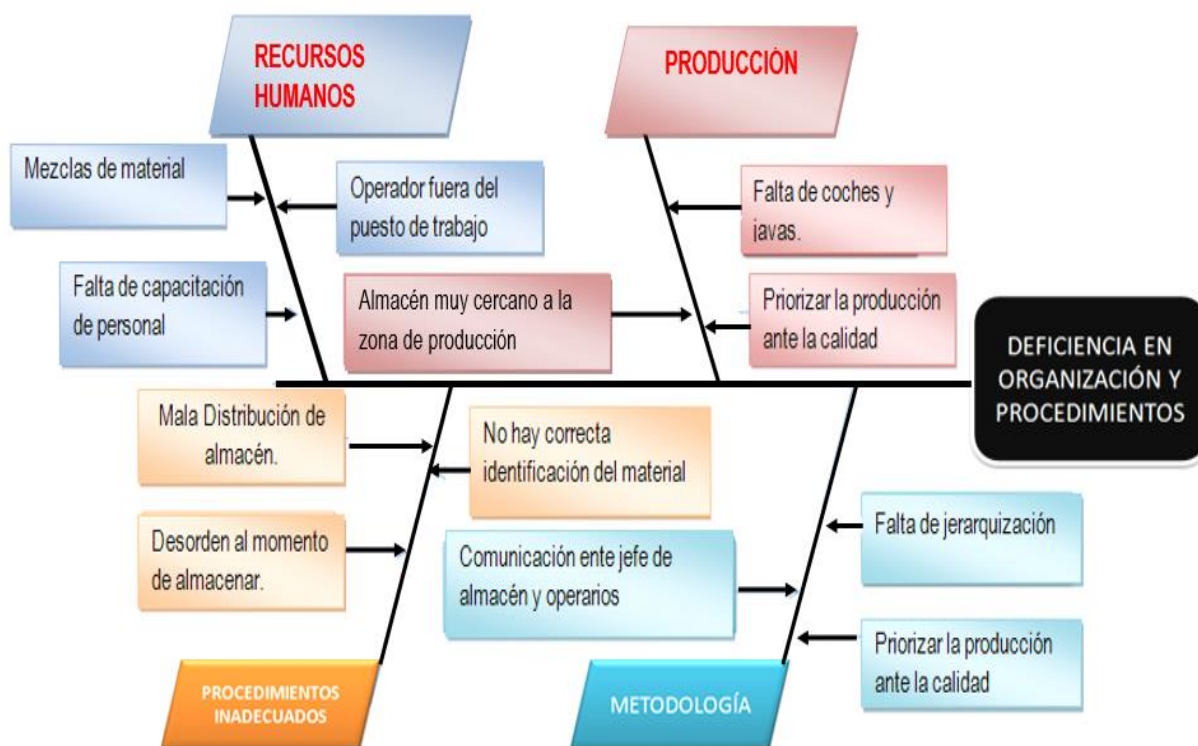 RECURSOS
HUMANOS
PRODUCCIÓN
Mezclas de material
Operador fuera del
puesto de trabajo
Falta de coches y
javas.
Falta de capacitación
de personal
Almacén muy cercano a la
zona de producción
Priorizar la producción
ante la calidad
DEFICIENCIA EN
ORGANIZACIÓN Y
PROCEDIMIENTOS
Mala Distribución de
almacén.
No hay correcta
identificación del material
Desorden al momento
de almacenar.
Comunicación ente jefe de
almacén y operarios
Falta de jerarquización
Priorizar la producción
ante la calidad
PROCEDIMIENTOS
INADECUADOS
METODOLOGÍA